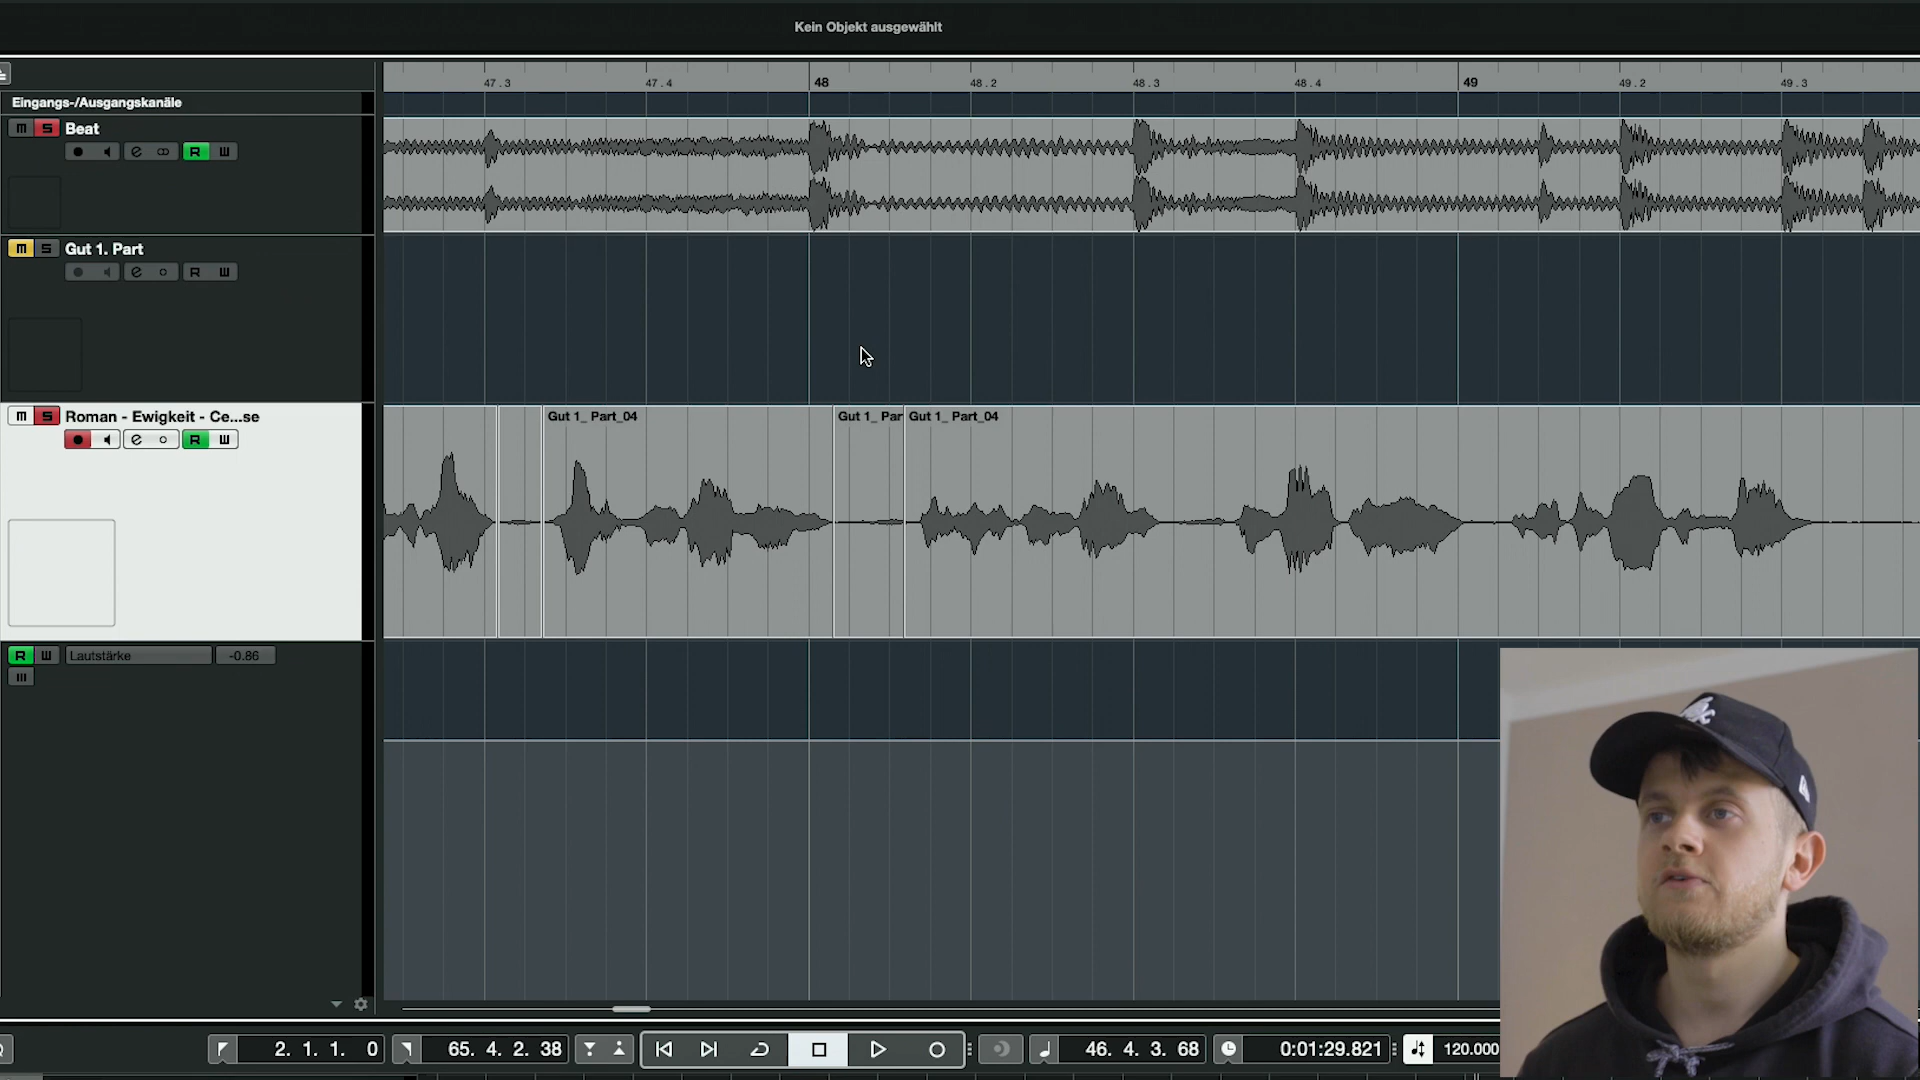 Kein Objekt ausgewählt
47.3 47.4 48 48.2 48.3 48.4 49 49.2 49.3
Eingangs-/Ausgangskanäle
m S Beat
e R W
m S Gut 1. Part
e R W
m S Roman - Ewigkeit - Ce...se
e R W
Gut 1_ Part_04 Gut 1_ Par Gut 1_ Part_04
R W Lautstärke -0.86
2. 1. 1. 0 65. 4. 2. 38 46. 4. 3. 68 0:01:29.821 120.000